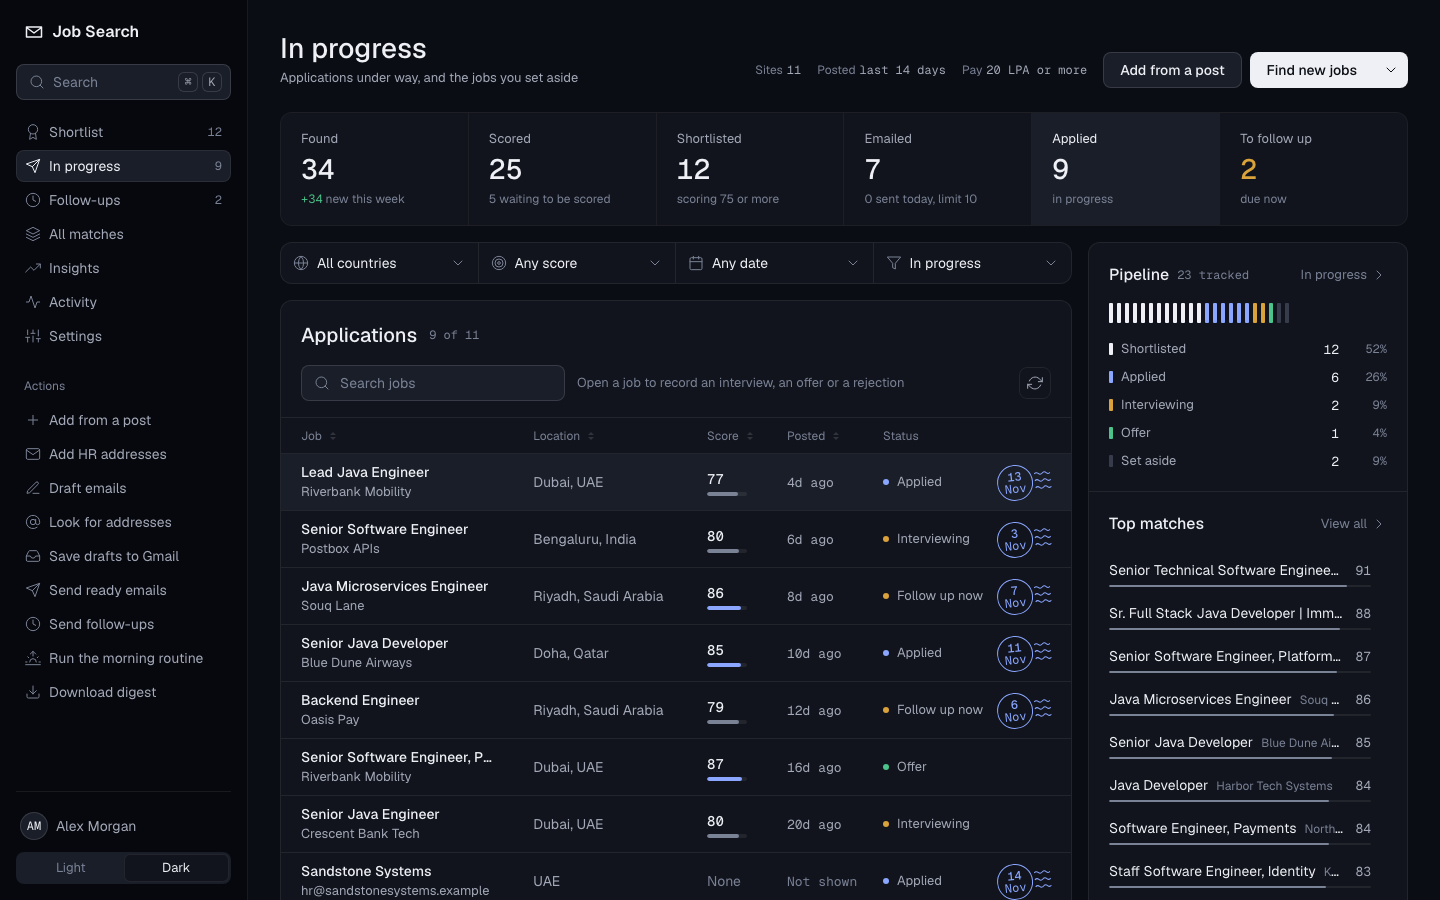 Job Search
Search ⌘ K
Shortlist 12
In progress 9
Follow-ups 2
All matches
Insights
Activity
Settings
Actions
Add from a post
Add HR addresses
Draft emails
Look for addresses
Save drafts to Gmail
Send ready emails
Send follow-ups
Run the morning routine
Download digest
AM Alex Morgan
Light Dark
In progress
Applications under way, and the jobs you set aside
Sites 11 Posted last 14 days Pay 20 LPA or more
Add from a post
Find new jobs
Found
34
+34 new this week
Scored
25
5 waiting to be scored
Shortlisted
12
scoring 75 or more
Emailed
7
0 sent today, limit 10
Applied
9
in progress
To follow up
2
due now
All countries
Any score
Any date
In progress
Applications 9 of 11
Search jobs
Open a job to record an interview, an offer or a rejection
Job Location Score Posted Status
Lead Java Engineer
Riverbank Mobility
Dubai, UAE
77
4d ago
Applied
13
Nov
Senior Software Engineer
Postbox APIs
Bengaluru, India
80
6d ago
Interviewing
3
Nov
Java Microservices Engineer
Souq Lane
Riyadh, Saudi Arabia
86
8d ago
Follow up now
7
Nov
Senior Java Developer
Blue Dune Airways
Doha, Qatar
85
10d ago
Applied
11
Nov
Backend Engineer
Oasis Pay
Riyadh, Saudi Arabia
79
12d ago
Follow up now
6
Nov
Senior Software Engineer, P...
Riverbank Mobility
Dubai, UAE
87
16d ago
Offer
Senior Java Engineer
Crescent Bank Tech
Dubai, UAE
80
20d ago
Interviewing
Sandstone Systems
hr@sandstonesystems.example
UAE
None
Not shown
Applied
14
Nov
Pipeline 23 tracked
In progress
Shortlisted 12 52%
Applied 6 26%
Interviewing 2 9%
Offer 1 4%
Set aside 2 9%
Top matches
View all
Senior Technical Software Enginee... 91
Sr. Full Stack Java Developer | Imm... 88
Senior Software Engineer, Platform... 87
Java Microservices Engineer Souq ... 86
Senior Java Developer Blue Dune Ai... 85
Java Developer Harbor Tech Systems 84
Software Engineer, Payments North... 84
Staff Software Engineer, Identity K... 83